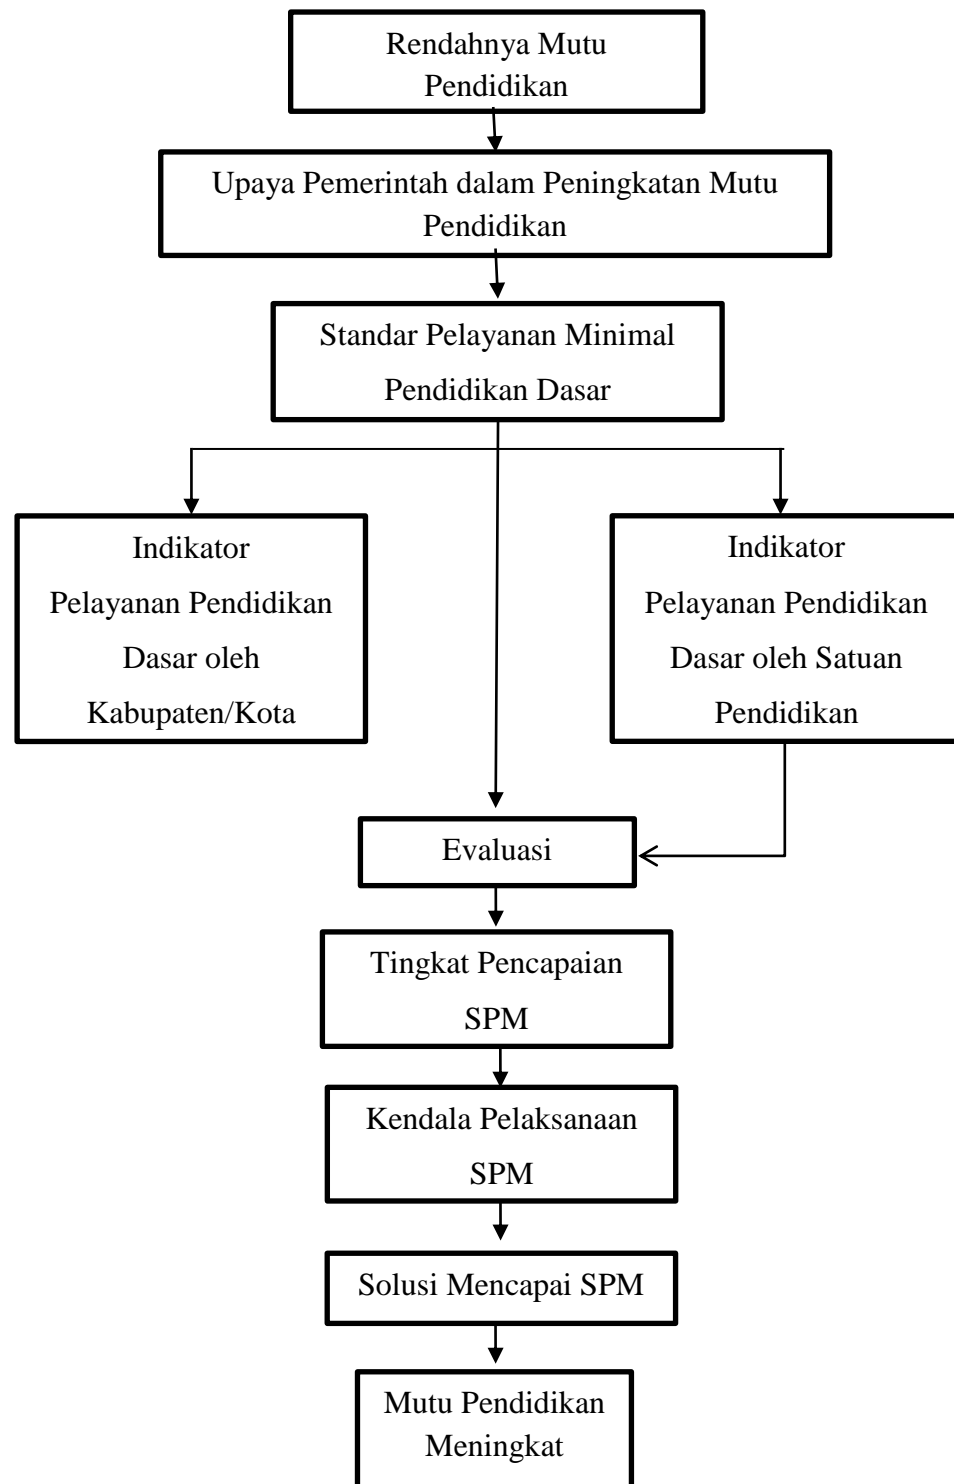 Rendahnya Mutu
Pendidikan
Upaya Pemerintah dalam Peningkatan Mutu
Pendidikan
Standar Pelayanan Minimal
Pendidikan Dasar
Indikator
Pelayanan Pendidikan
Dasar oleh
Kabupaten/Kota
Indikator
Pelayanan Pendidikan
Dasar oleh Satuan
Pendidikan
Evaluasi
Tingkat Pencapaian
SPM
Kendala Pelaksanaan
SPM
Solusi Mencapai SPM
Mutu Pendidikan
Meningkat